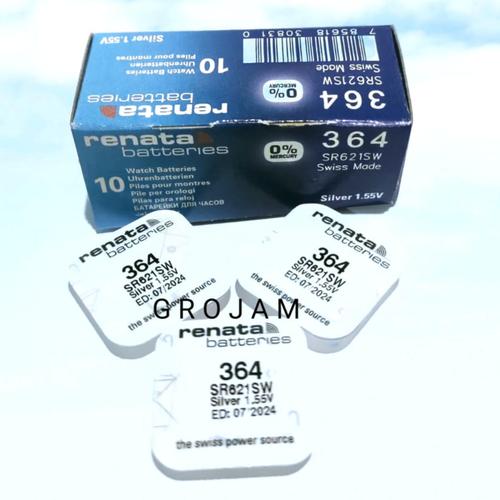 Silver 1.55V
10
Watch Batteries
Uhrenbatterien
Piles pour montres
renata
batteries
0%
MERCURY
364
SR621SW
Swiss Made
7 85618 30831 0
renata
batteries
10
Watch Batteries
Uhrenbatterien
Pilas pour montres
Pile per orologi
Pilas para reloj
БАТАРЕЙКИ ДЛЯ ЧАСОВ
0%
MERCURY
364
SR621SW
Swiss Made
Silver 1.55V
renata
batteries
364
SR621SW
Silver 1.55V
ED: 07/2024
the swiss power source
renata
batteries
364
SR621SW
Silver 1.55V
ED: 07/2024
the swiss power source
GROJAM
renata
batteries
364
SR621SW
Silver 1.55V
ED: 07/2024
the swiss power source